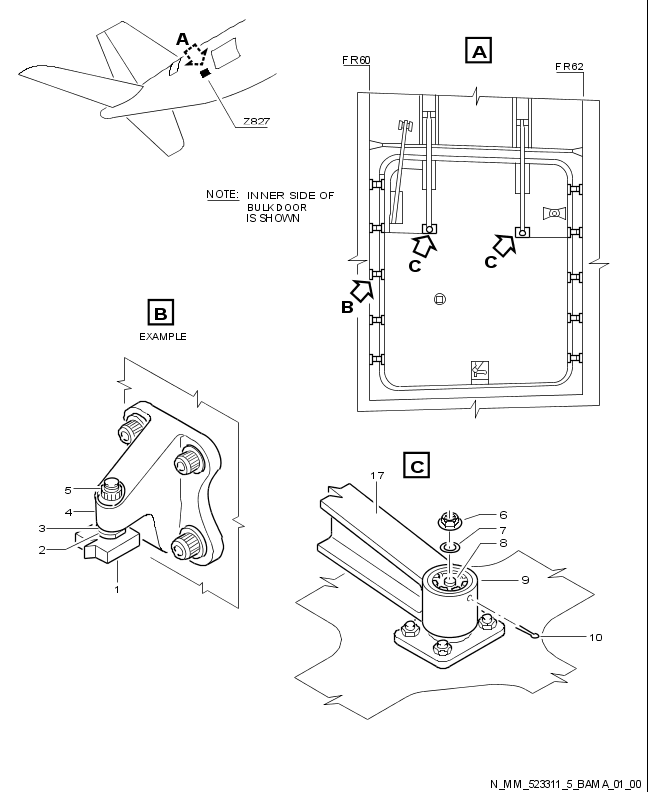 A
Z827
NOTE: INNER SIDE OF
BULKDOOR
IS SHOWN
A
FR60
FR62
C
C
B
B
EXAMPLE
5
4
3
2
1
C
17
6
7
8
9
10
N_MM_523311_5_BAMA_01_00